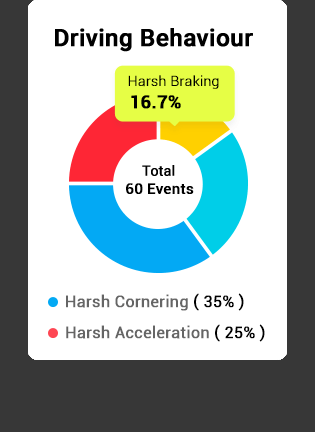 Driving Behaviour
Harsh Braking
16.7%
Total
60 Events
Harsh Cornering ( 35% )
Harsh Acceleration ( 25% )